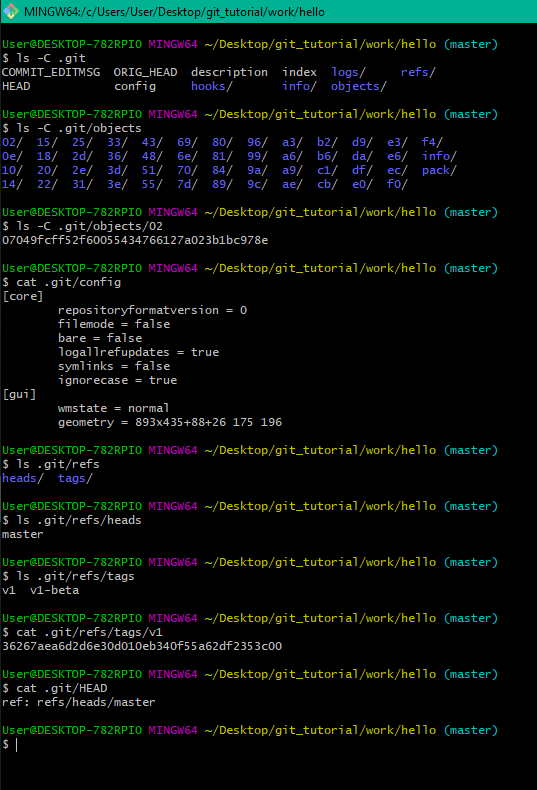 MINGW64:/c/Users/User/Desktop/git_tutorial/work/hello
User@DESKTOP-782RPIO MINGW64 ~/Desktop/git_tutorial/work/hello (master)
$ ls -C .git
COMMIT_EDITMSG  ORIG_HEAD  description  index  logs/     refs/
HEAD            config     hooks/       info/  objects/
User@DESKTOP-782RPIO MINGW64 ~/Desktop/git_tutorial/work/hello (master)
$ ls -C .git/objects
02/  15/  25/  33/  43/  69/  80/  96/  a3/  b2/  d9/  e3/  f4/
0e/  18/  2d/  36/  48/  6e/  81/  99/  a6/  b6/  da/  e6/  info/
10/  20/  2e/  3d/  51/  70/  84/  9a/  a9/  c1/  df/  ec/  pack/
14/  22/  31/  3e/  55/  7d/  89/  9c/  ae/  cb/  e0/  f0/
User@DESKTOP-782RPIO MINGW64 ~/Desktop/git_tutorial/work/hello (master)
$ ls -C .git/objects/02
07049fcff52f60055434766127a023b1bc978e
User@DESKTOP-782RPIO MINGW64 ~/Desktop/git_tutorial/work/hello (master)
$ cat .git/config
[core]
        repositoryformatversion = 0
        filemode = false
        bare = false
        logallrefupdates = true
        symlinks = false
        ignorecase = true
[gui]
        wmstate = normal
        geometry = 893x435+88+26 175 196
User@DESKTOP-782RPIO MINGW64 ~/Desktop/git_tutorial/work/hello (master)
$ ls .git/refs
heads/  tags/
User@DESKTOP-782RPIO MINGW64 ~/Desktop/git_tutorial/work/hello (master)
$ ls .git/refs/heads
master
User@DESKTOP-782RPIO MINGW64 ~/Desktop/git_tutorial/work/hello (master)
$ ls .git/refs/tags
v1  v1-beta
User@DESKTOP-782RPIO MINGW64 ~/Desktop/git_tutorial/work/hello (master)
$ cat .git/refs/tags/v1
36267aea6d2d6e30d010eb340f55a62df2353c00
User@DESKTOP-782RPIO MINGW64 ~/Desktop/git_tutorial/work/hello (master)
$ cat .git/HEAD
ref: refs/heads/master
User@DESKTOP-782RPIO MINGW64 ~/Desktop/git_tutorial/work/hello (master)
$